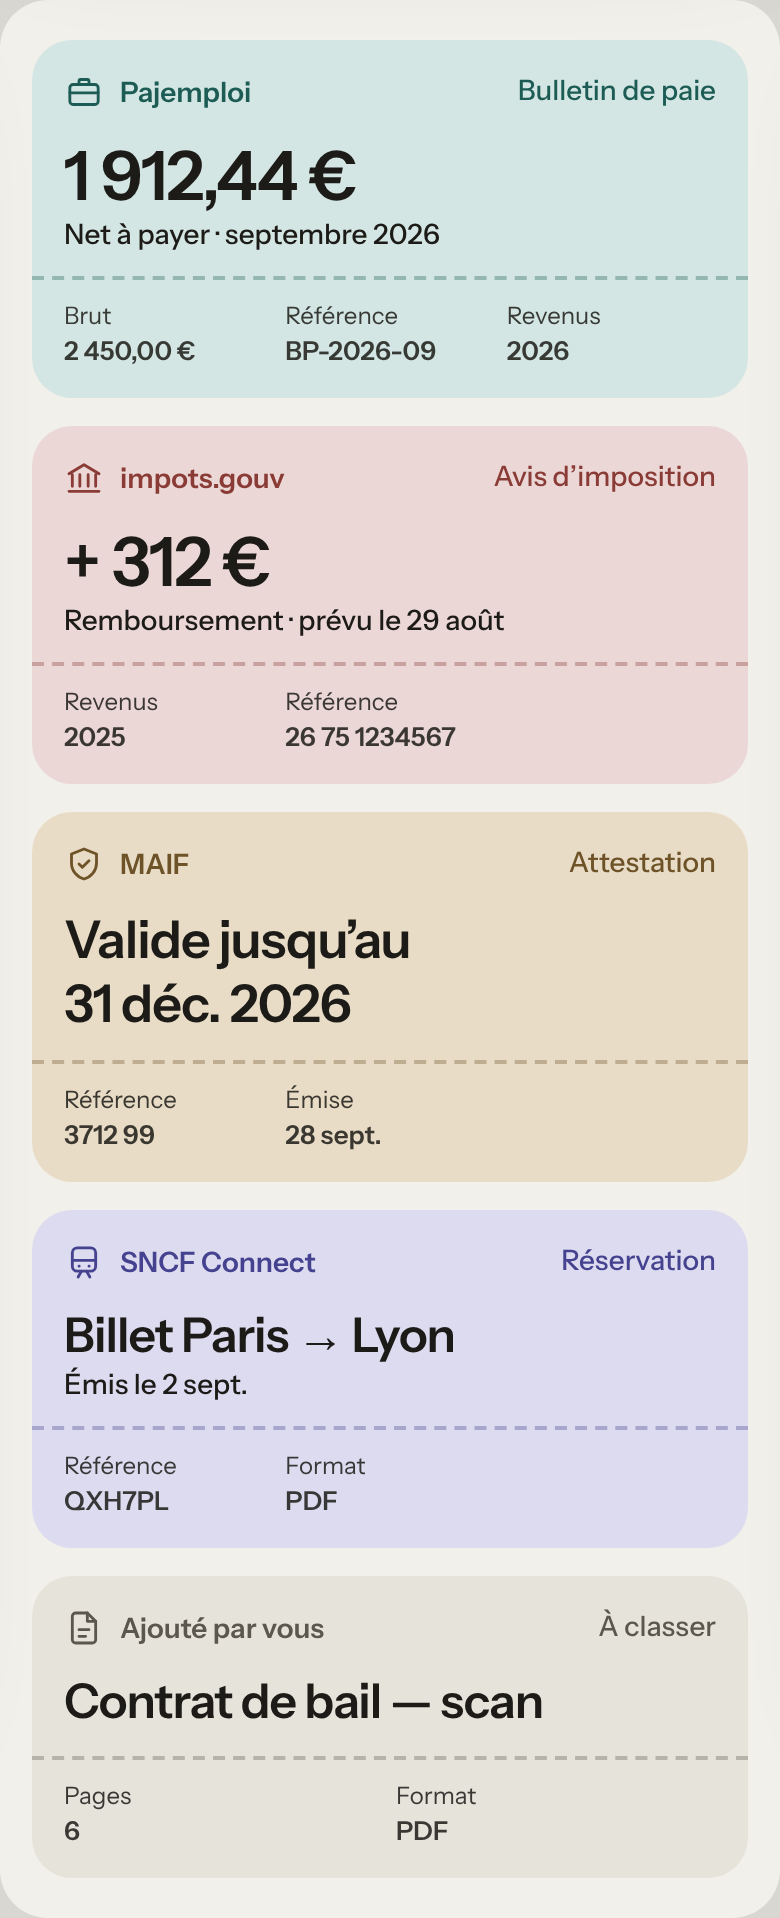 Pajemploi
Bulletin de paie
1 912,44 €
Net à payer · septembre 2026
Brut
Référence
Revenus
2 450,00 €
BP-2026-09
2026
impots.gouv
Avis d’imposition
+ 312 €
Remboursement · prévu le 29 août
Revenus
Référence
2025
26 75 1234567
MAIF
Attestation
Valide jusqu’au
31 déc. 2026
Référence
Émise
3712 99
28 sept.
SNCF Connect
Réservation
Billet Paris → Lyon
Émis le 2 sept.
Référence
Format
QXH7PL
PDF
Ajouté par vous
À classer
Contrat de bail — scan
Pages
Format
6
PDF